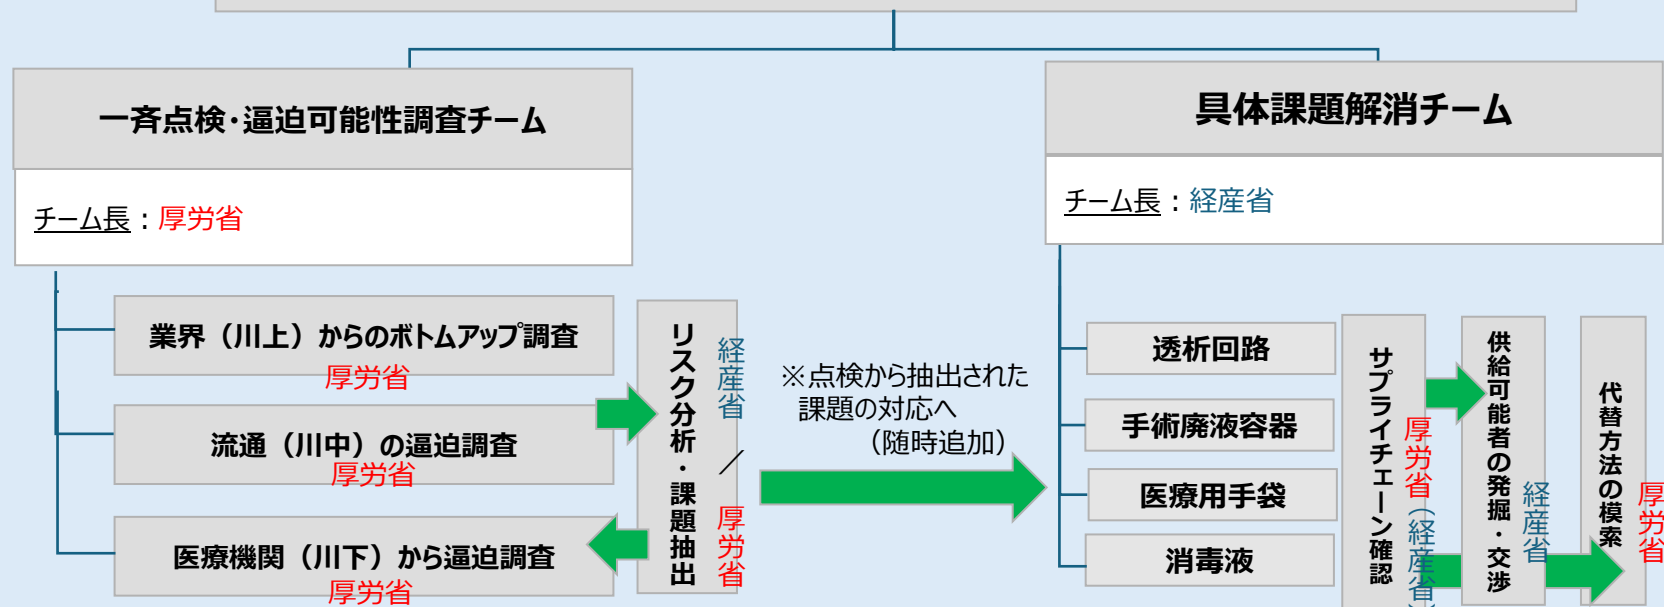 一斉点検・逼迫可能性調査チーム
チーム長：厚労省
業界（川上）からのボトムアップ調査
厚労省
流通（川中）の逼迫調査
厚労省
医療機関（川下）から逼迫調査
厚労省
リスク分析・課題抽出
経産省／厚労省
※点検から抽出された
課題の対応へ
（随時追加）
具体課題解消チーム
チーム長：経産省
透析回路
手術廃液容器
医療用手袋
消毒液
サプライチェーン確認
厚労省（経産省）
供給可能者の発掘・交渉
経産省
代替方法の模索
厚労省